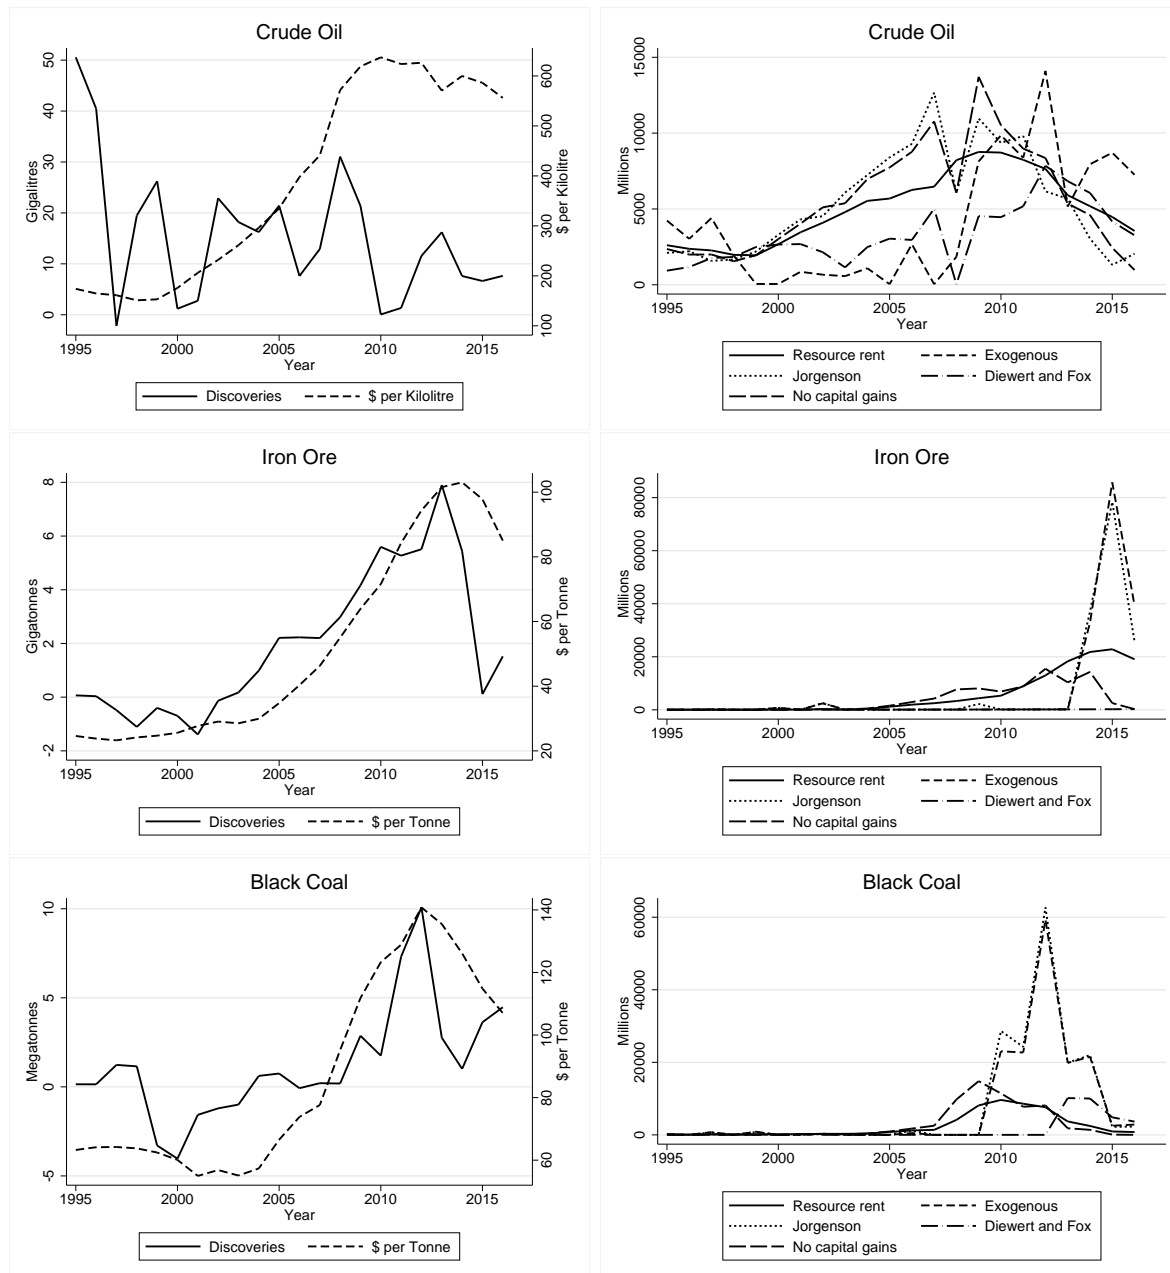 Crude Oil
Gigalitres
50
40
30
20
10
0
600
500
400
300
200
100
$ per Kilolitre
1995 2000 2005 2010 2015
Year
Discoveries $ per Kilolitre
Crude Oil
Millions
15000
10000
5000
0
1995 2000 2005 2010 2015
Year
Resource rent Exogenous
Jorgenson Diewert and Fox
No capital gains
Iron Ore
Gigatonnes
8
6
4
2
0
-2
100
80
60
40
20
$ per Tonne
1995 2000 2005 2010 2015
Year
Discoveries $ per Tonne
Iron Ore
Millions
80000
60000
40000
20000
0
1995 2000 2005 2010 2015
Year
Resource rent Exogenous
Jorgenson Diewert and Fox
No capital gains
Black Coal
Megatonnes
10
5
0
-5
140
120
100
80
60
$ per Tonne
1995 2000 2005 2010 2015
Year
Discoveries $ per Tonne
Black Coal
Millions
60000
40000
20000
0
1995 2000 2005 2010 2015
Year
Resource rent Exogenous
Jorgenson Diewert and Fox
No capital gains